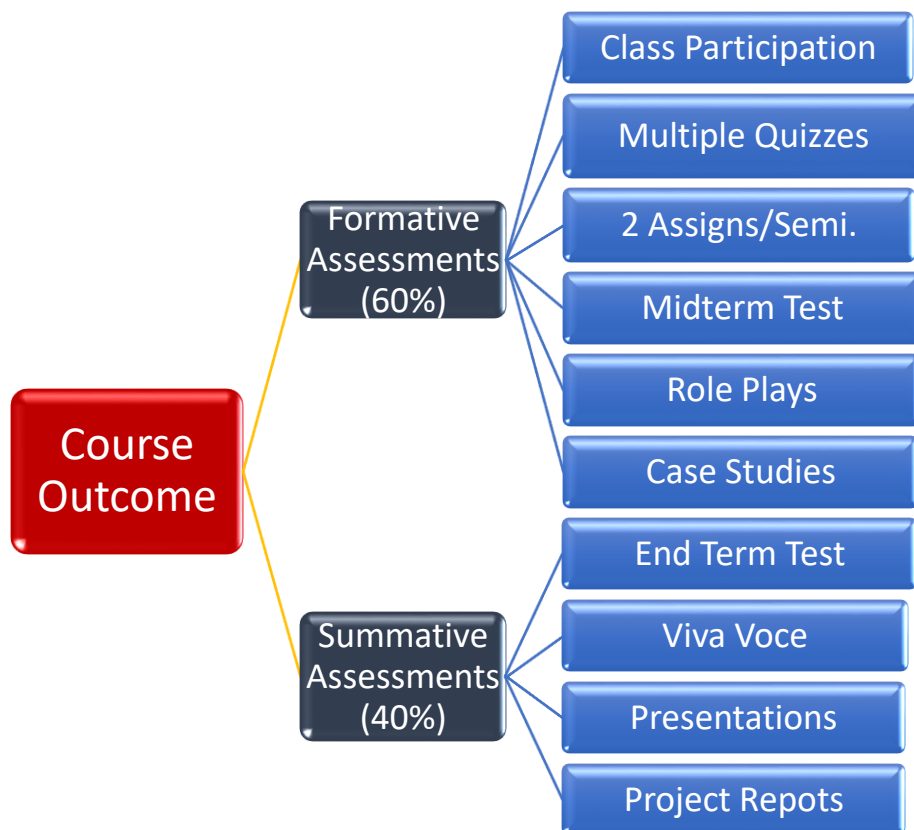 Course
Outcome
Formative
Assessments
(60%)
Class Participation
Multiple Quizzes
2 Assigns/Semi.
Midterm Test
Role Plays
Case Studies
Summative
Assessments
(40%)
End Term Test
Viva Voce
Presentations
Project Repots